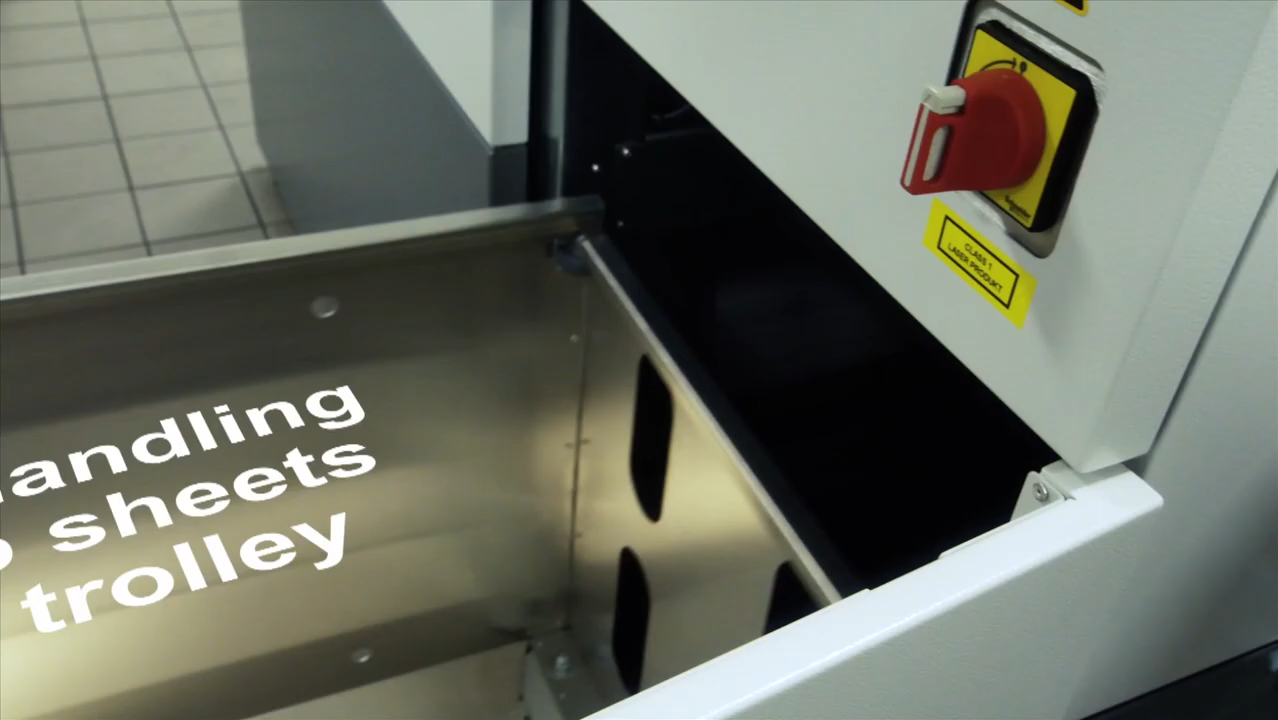 andling
sheets
trolley
CLASS 1
LASER PRODUKT